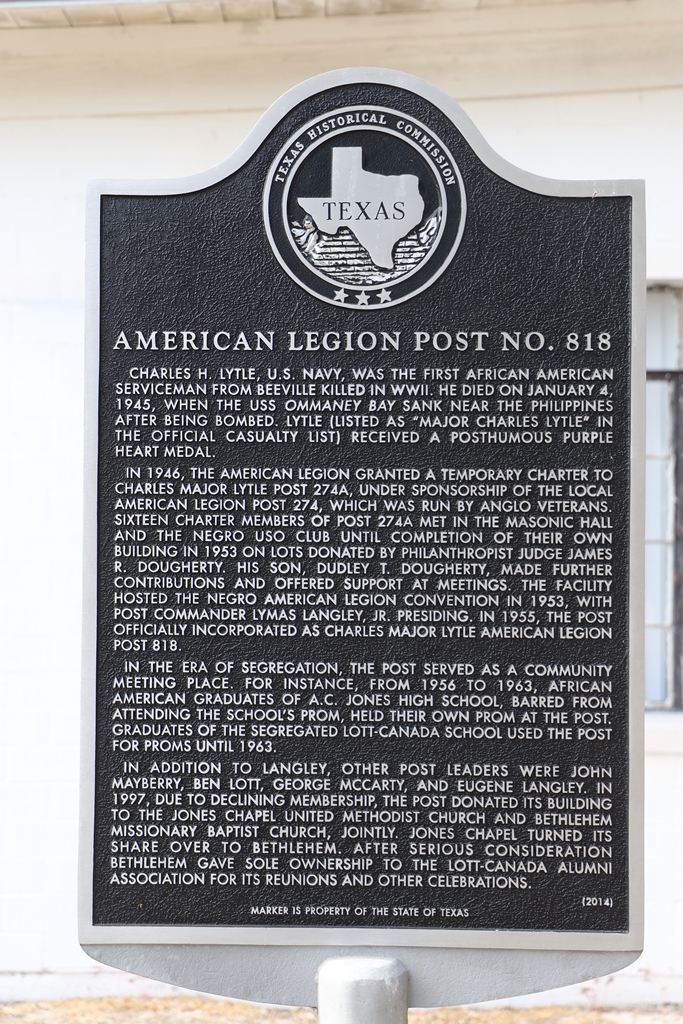 TEXAS HISTORICAL COMMISSION
TEXAS
AMERICAN LEGION POST NO. 818
CHARLES H. LYTLE, U.S. NAVY, WAS THE FIRST AFRICAN AMERICAN
SERVICEMAN FROM BEEVILLE KILLED IN WWII. HE DIED ON JANUARY 4,
1945, WHEN THE USS OMMANEY BAY SANK NEAR THE PHILIPPINES
AFTER BEING BOMBED. LYTLE (LISTED AS “MAJOR CHARLES LYTLE” IN
THE OFFICIAL CASUALTY LIST) RECEIVED A POSTHUMOUS PURPLE
HEART MEDAL.
IN 1946, THE AMERICAN LEGION GRANTED A TEMPORARY CHARTER TO
CHARLES MAJOR LYTLE POST 274A, UNDER SPONSORSHIP OF THE LOCAL
AMERICAN LEGION POST 274, WHICH WAS RUN BY ANGLO VETERANS.
SIXTEEN CHARTER MEMBERS OF POST 274A MET IN THE MASONIC HALL
AND THE NEGRO USO CLUB UNTIL COMPLETION OF THEIR OWN
BUILDING IN 1953 ON LOTS DONATED BY PHILANTHROPIST JUDGE JAMES
R. DOUGHERTY. HIS SON, DUDLEY T. DOUGHERTY, MADE FURTHER
CONTRIBUTIONS AND OFFERED SUPPORT AT MEETINGS. THE FACILITY
HOSTED THE NEGRO AMERICAN LEGION CONVENTION IN 1953, WITH
POST COMMANDER LYMAS LANGLEY, JR. PRESIDING. IN 1955, THE POST
OFFICIALLY INCORPORATED AS CHARLES MAJOR LYTLE AMERICAN LEGION
POST 818.
IN THE ERA OF SEGREGATION, THE POST SERVED AS A COMMUNITY
MEETING PLACE. FOR INSTANCE, FROM 1956 TO 1963, AFRICAN
AMERICAN GRADUATES OF A.C. JONES HIGH SCHOOL, BARRED FROM
ATTENDING THE SCHOOL’S PROM, HELD THEIR OWN PROM AT THE POST.
GRADUATES OF THE SEGREGATED LOTT-CANADA SCHOOL USED THE POST
FOR PROMS UNTIL 1963.
IN ADDITION TO LANGLEY, OTHER POST LEADERS WERE JOHN
MAYBERRY, BEN LOTT, GEORGE MCCARTY, AND EUGENE LANGLEY. IN
1997, DUE TO DECLINING MEMBERSHIP, THE POST DONATED ITS BUILDING
TO THE JONES CHAPEL UNITED METHODIST CHURCH AND BETHLEHEM
MISSIONARY BAPTIST CHURCH, JOINTLY. JONES CHAPEL TURNED ITS
SHARE OVER TO BETHLEHEM. AFTER SERIOUS CONSIDERATION
BETHLEHEM GAVE SOLE OWNERSHIP TO THE LOTT-CANADA ALUMNI
ASSOCIATION FOR ITS REUNIONS AND OTHER CELEBRATIONS.
(2014)
MARKER IS PROPERTY OF THE STATE OF TEXAS